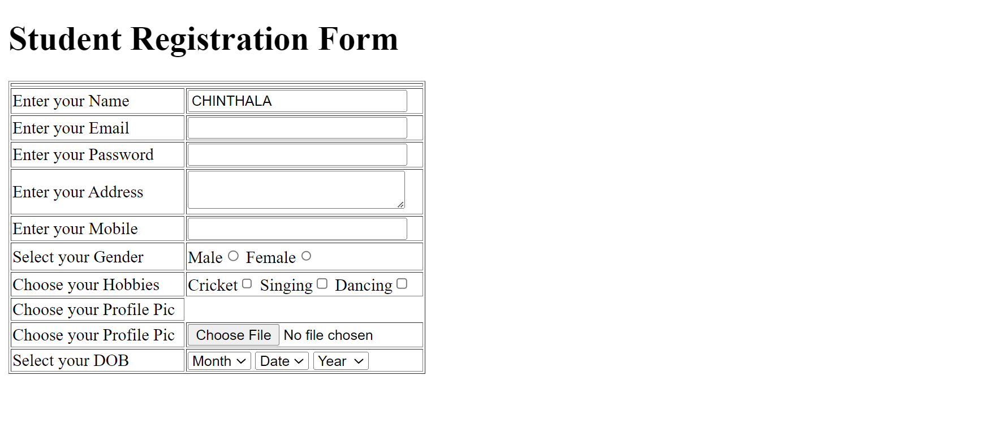 Student Registration Form
Enter your Name CHINTHALA
Enter your Email
Enter your Password
Enter your Address
Enter your Mobile
Select your Gender Male Female
Choose your Hobbies Cricket Singing Dancing
Choose your Profile Pic
Choose your Profile Pic Choose File No file chosen
Select your DOB Month Date Year